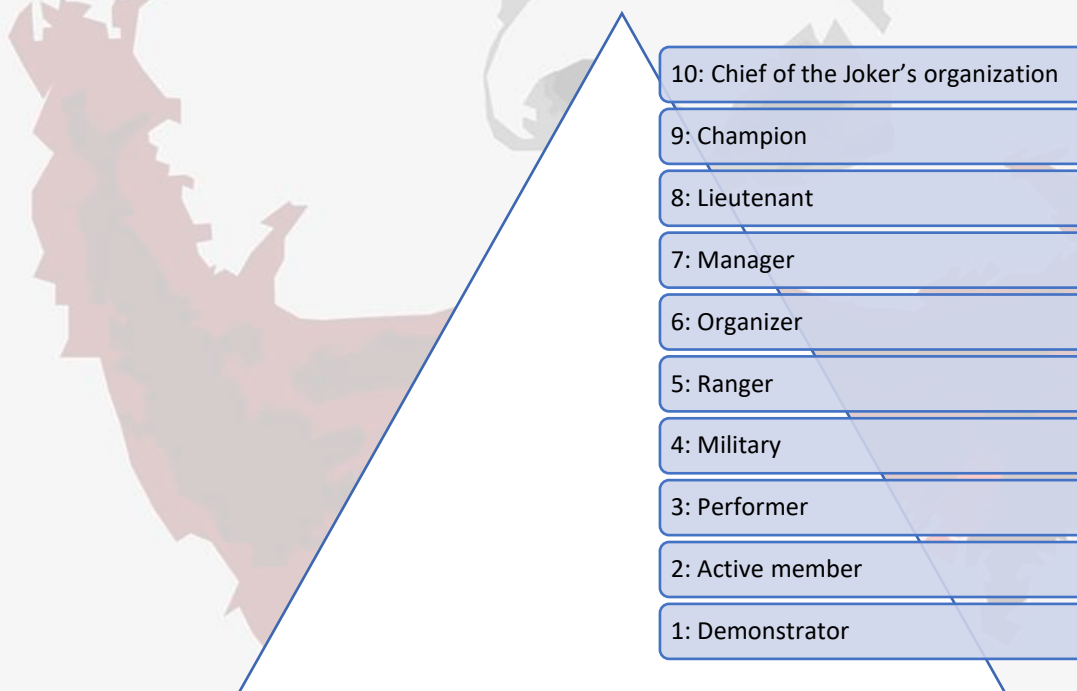 10: Chief of the Joker’s organization
9: Champion
8: Lieutenant
7: Manager
6: Organizer
5: Ranger
4: Military
3: Performer
2: Active member
1: Demonstrator